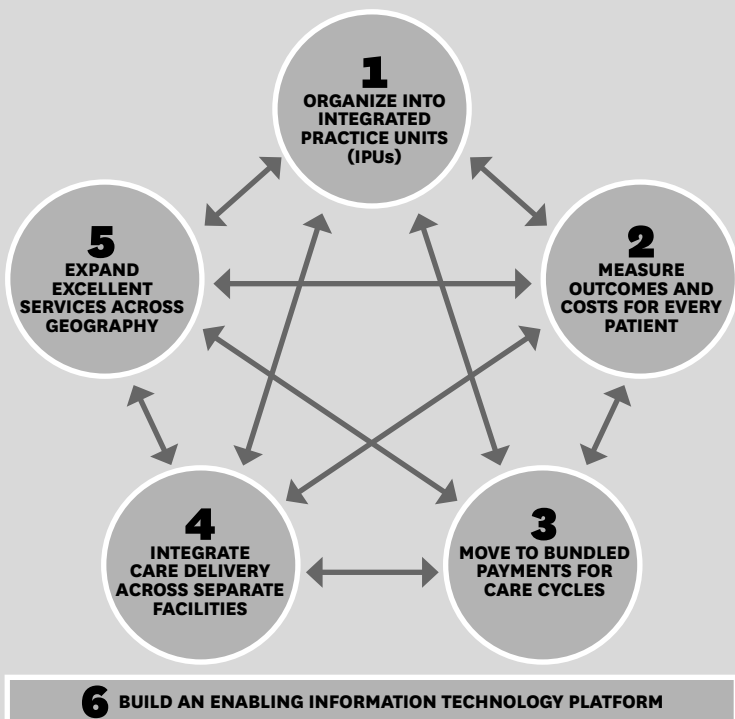 1
ORGANIZE INTO
INTEGRATED
PRACTICE UNITS
(IPUs)
2
MEASURE
OUTCOMES AND
COSTS FOR EVERY
PATIENT
3
MOVE TO BUNDLED
PAYMENTS FOR
CARE CYCLES
4
INTEGRATE
CARE DELIVERY
ACROSS SEPARATE
FACILITIES
5
EXPAND
EXCELLENT
SERVICES ACROSS
GEOGRAPHY
6 BUILD AN ENABLING INFORMATION TECHNOLOGY PLATFORM